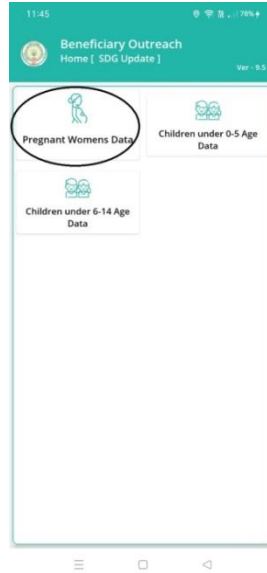 11:45
78%
Beneficiary Outreach
Home [ SDG Update ]
Ver - 9.5
Pregnant Womens Data
Children under 0-5 Age
Data
Children under 6-14 Age
Data